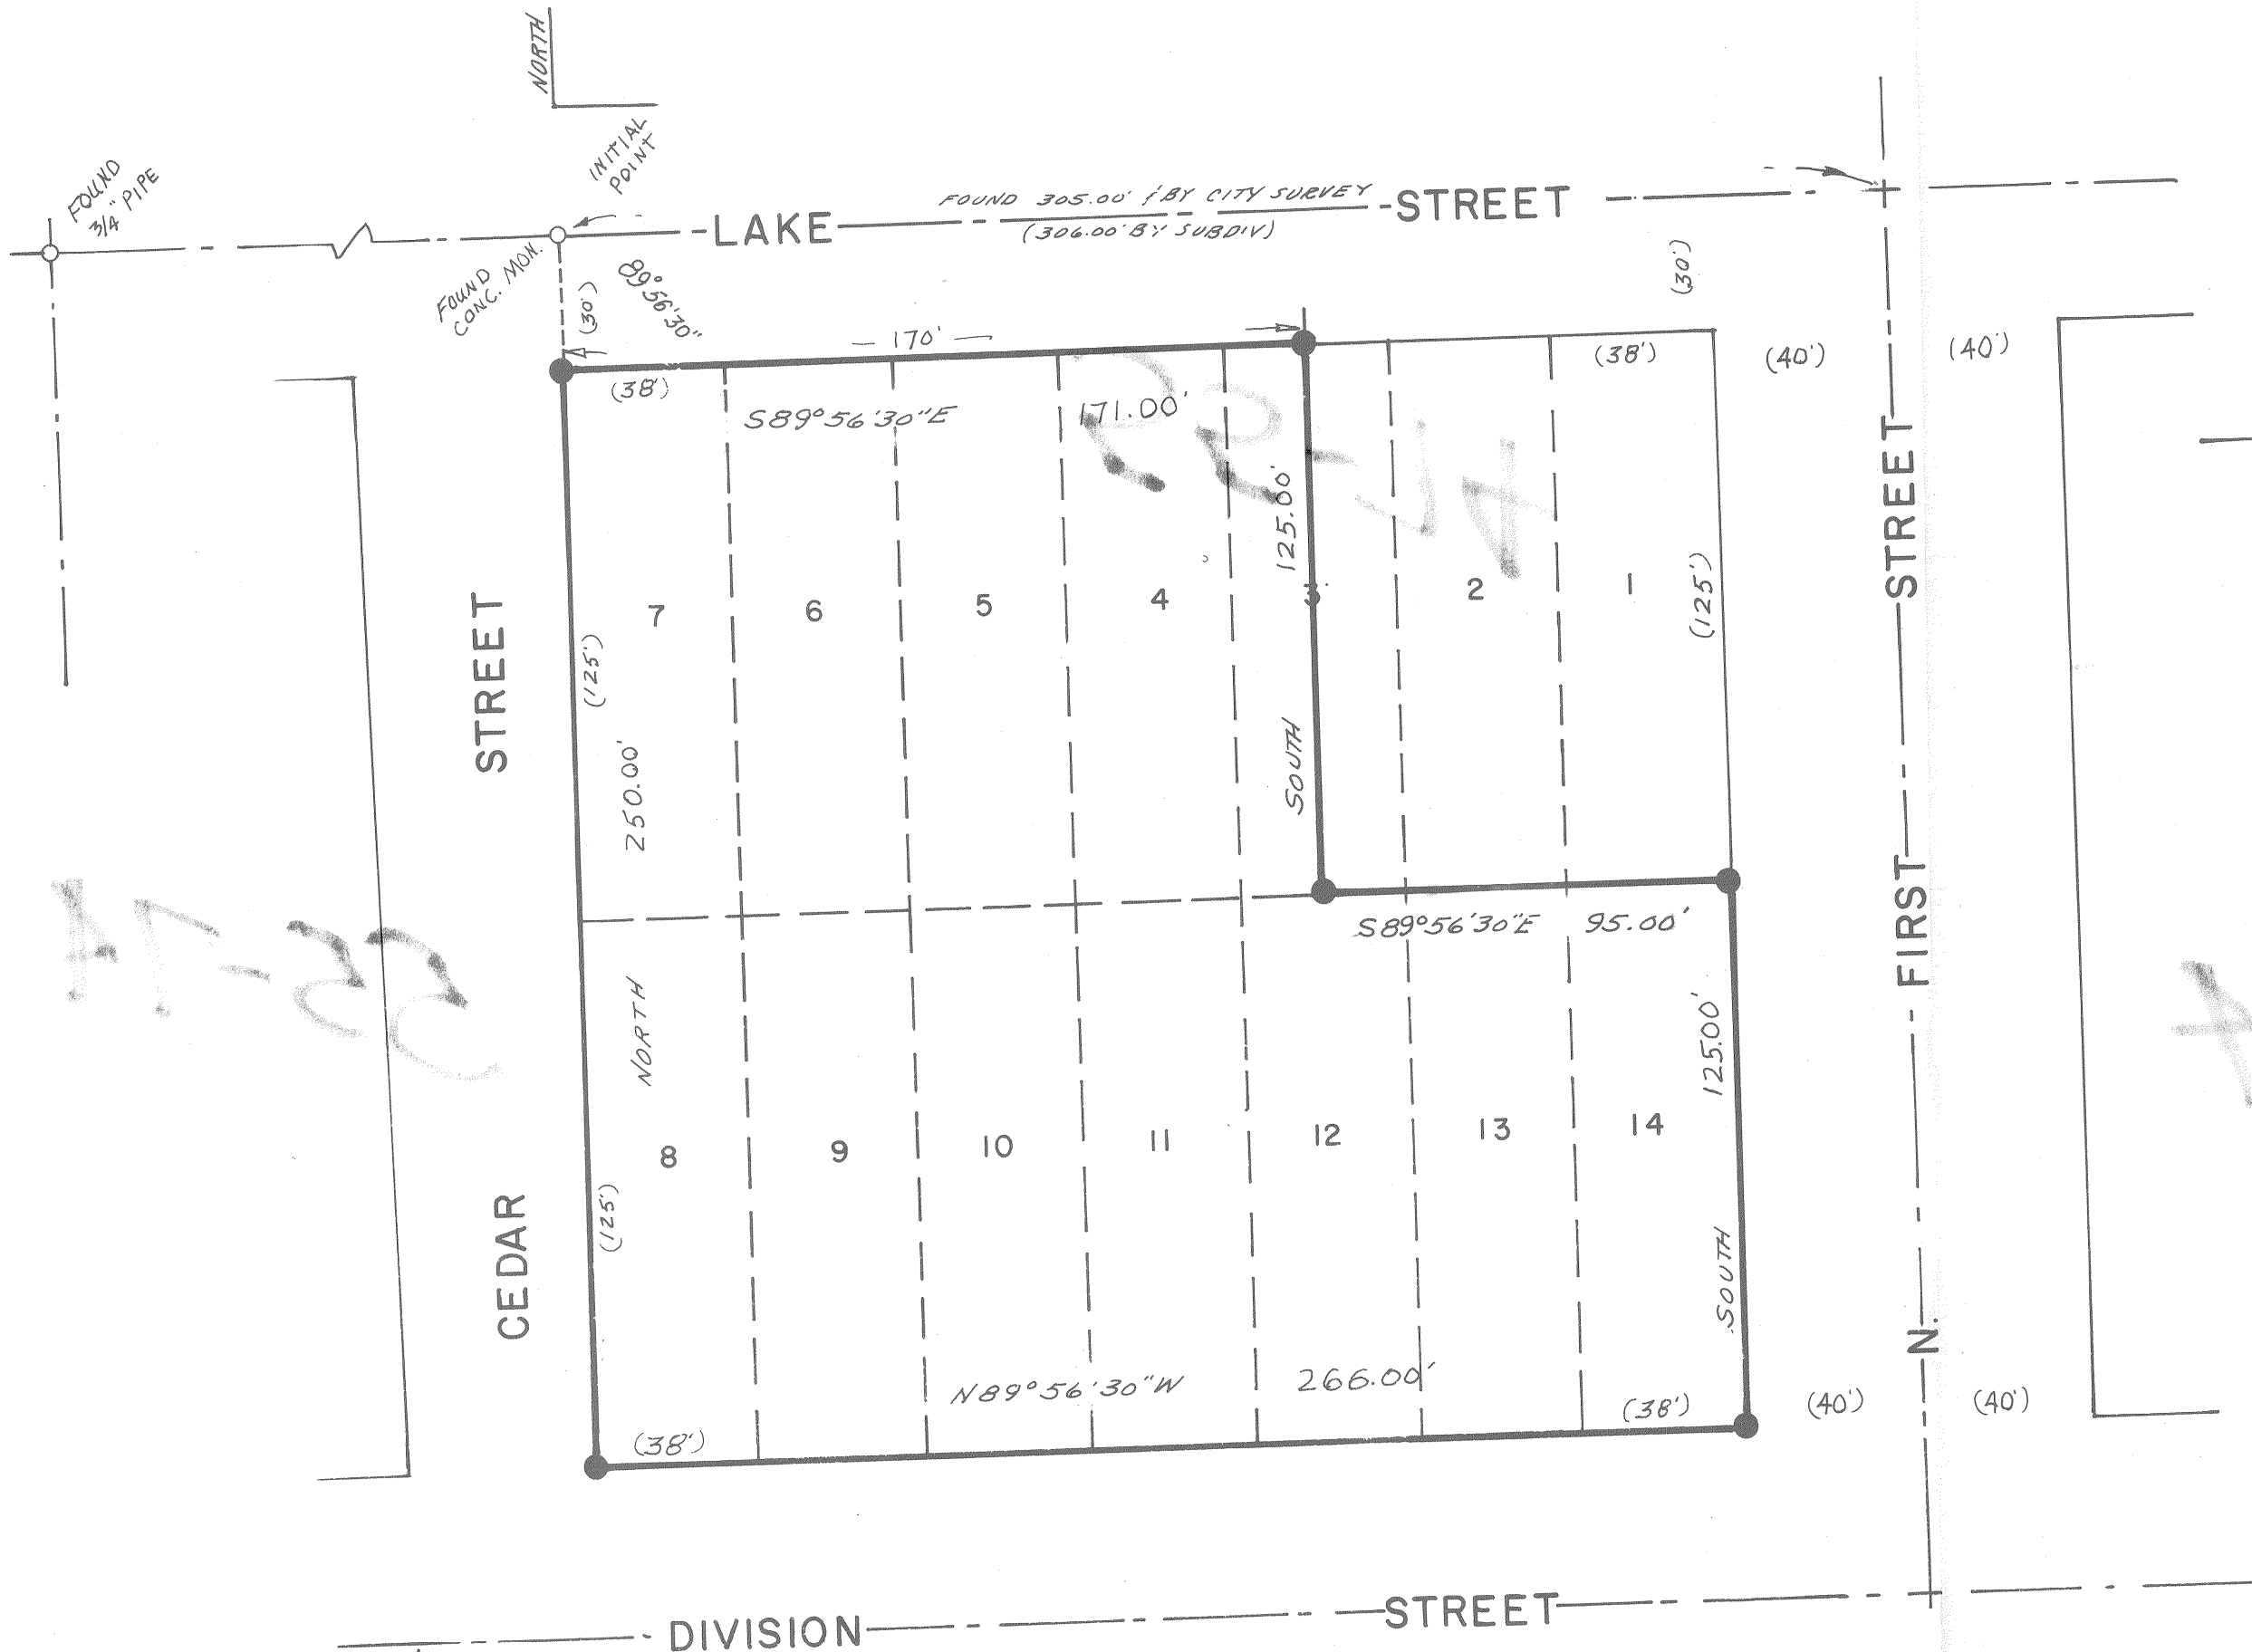 NORTH
FOUND
3/4" PIPE
INITIAL
POINT
FOUND 305.00' & BY CITY SURVEY
LAKE STREET
(306.00' BY SUBDIV)
FOUND
CONC. MON.
(30')
89°56'30"
(30')
170'
(38')
(38')
(40')
(40')
S89°56'30"E 171.00'
SS-14
125.00'
7
6
5
4
3
2
1
(125')
(125')
250.00'
SOUTH
STREET
STREET
S89°56'30"E 95.00'
SS-14
NORTH
FIRST
125.00'
8
9
10
11
12
13
14
(125')
CEDAR
SOUTH
N.
N89°56'30"W 266.00'
(38')
(38')
(40')
(40')
DIVISION STREET